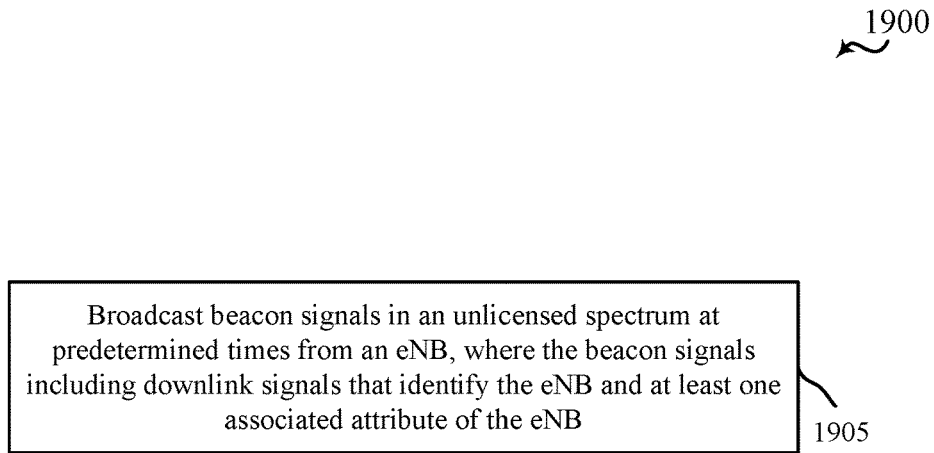 1900
Broadcast beacon signals in an unlicensed spectrum at
predetermined times from an eNB, where the beacon signals
including downlink signals that identify the eNB and at least one
associated attribute of the eNB
1905